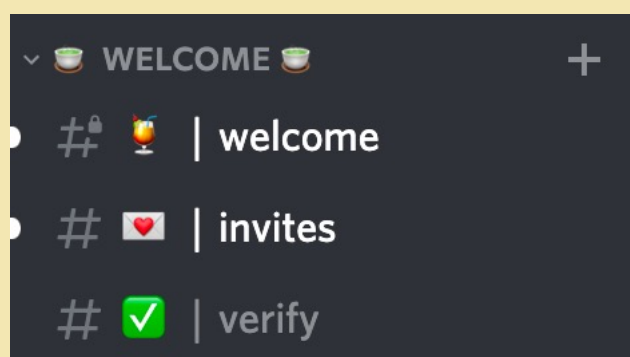 🍵 WELCOME 🍵
# 🍹 | welcome
# 💌 | invites
# ✅ | verify